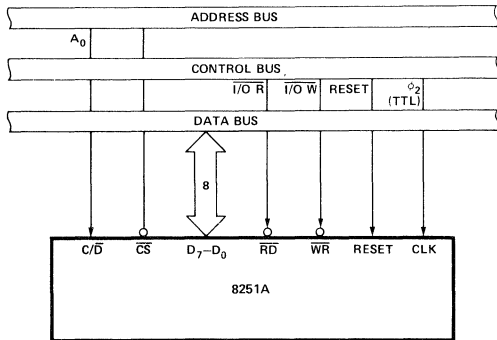 ADDRESS BUS
A₀
CONTROL BUS
I/O R I/O W RESET ϕ₂
(TTL)
DATA BUS
8
C/D CS D₇–D₀ RD WR RESET CLK
8251A